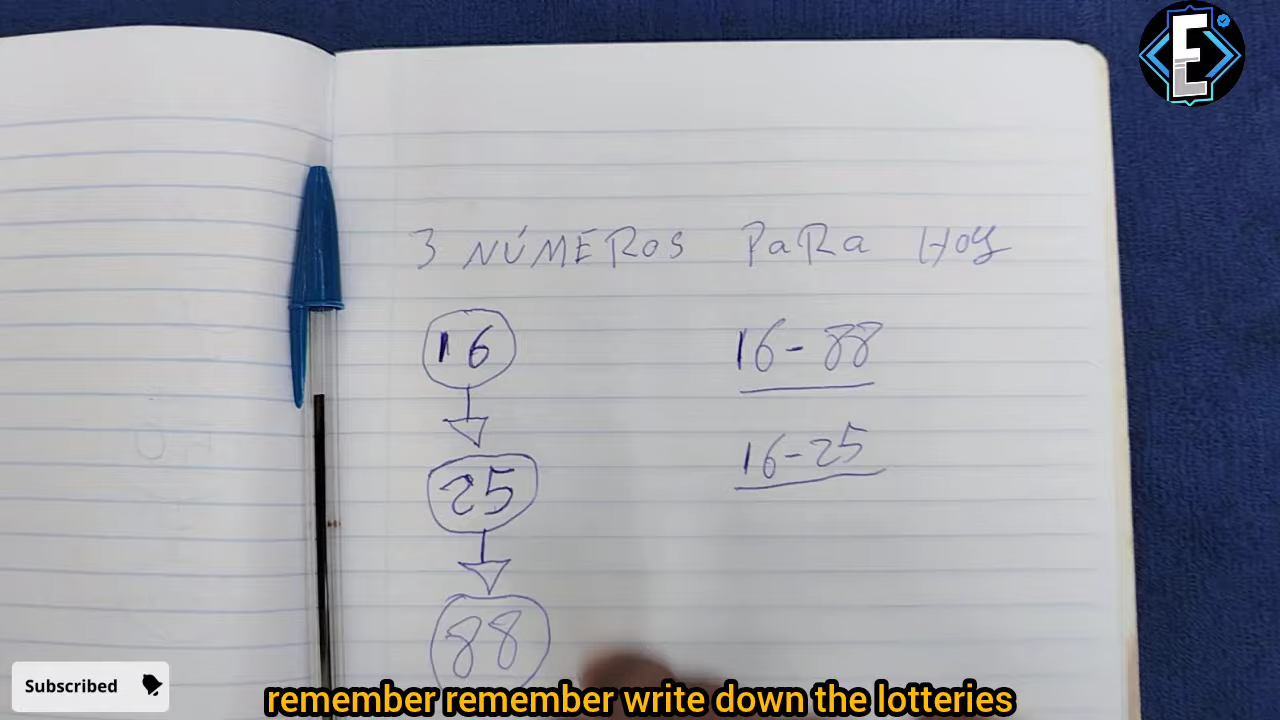 3 NÚMEROS PaRa HOY
16
25
88
16-88
16-25
Subscribed
remember remember write down the lotteries